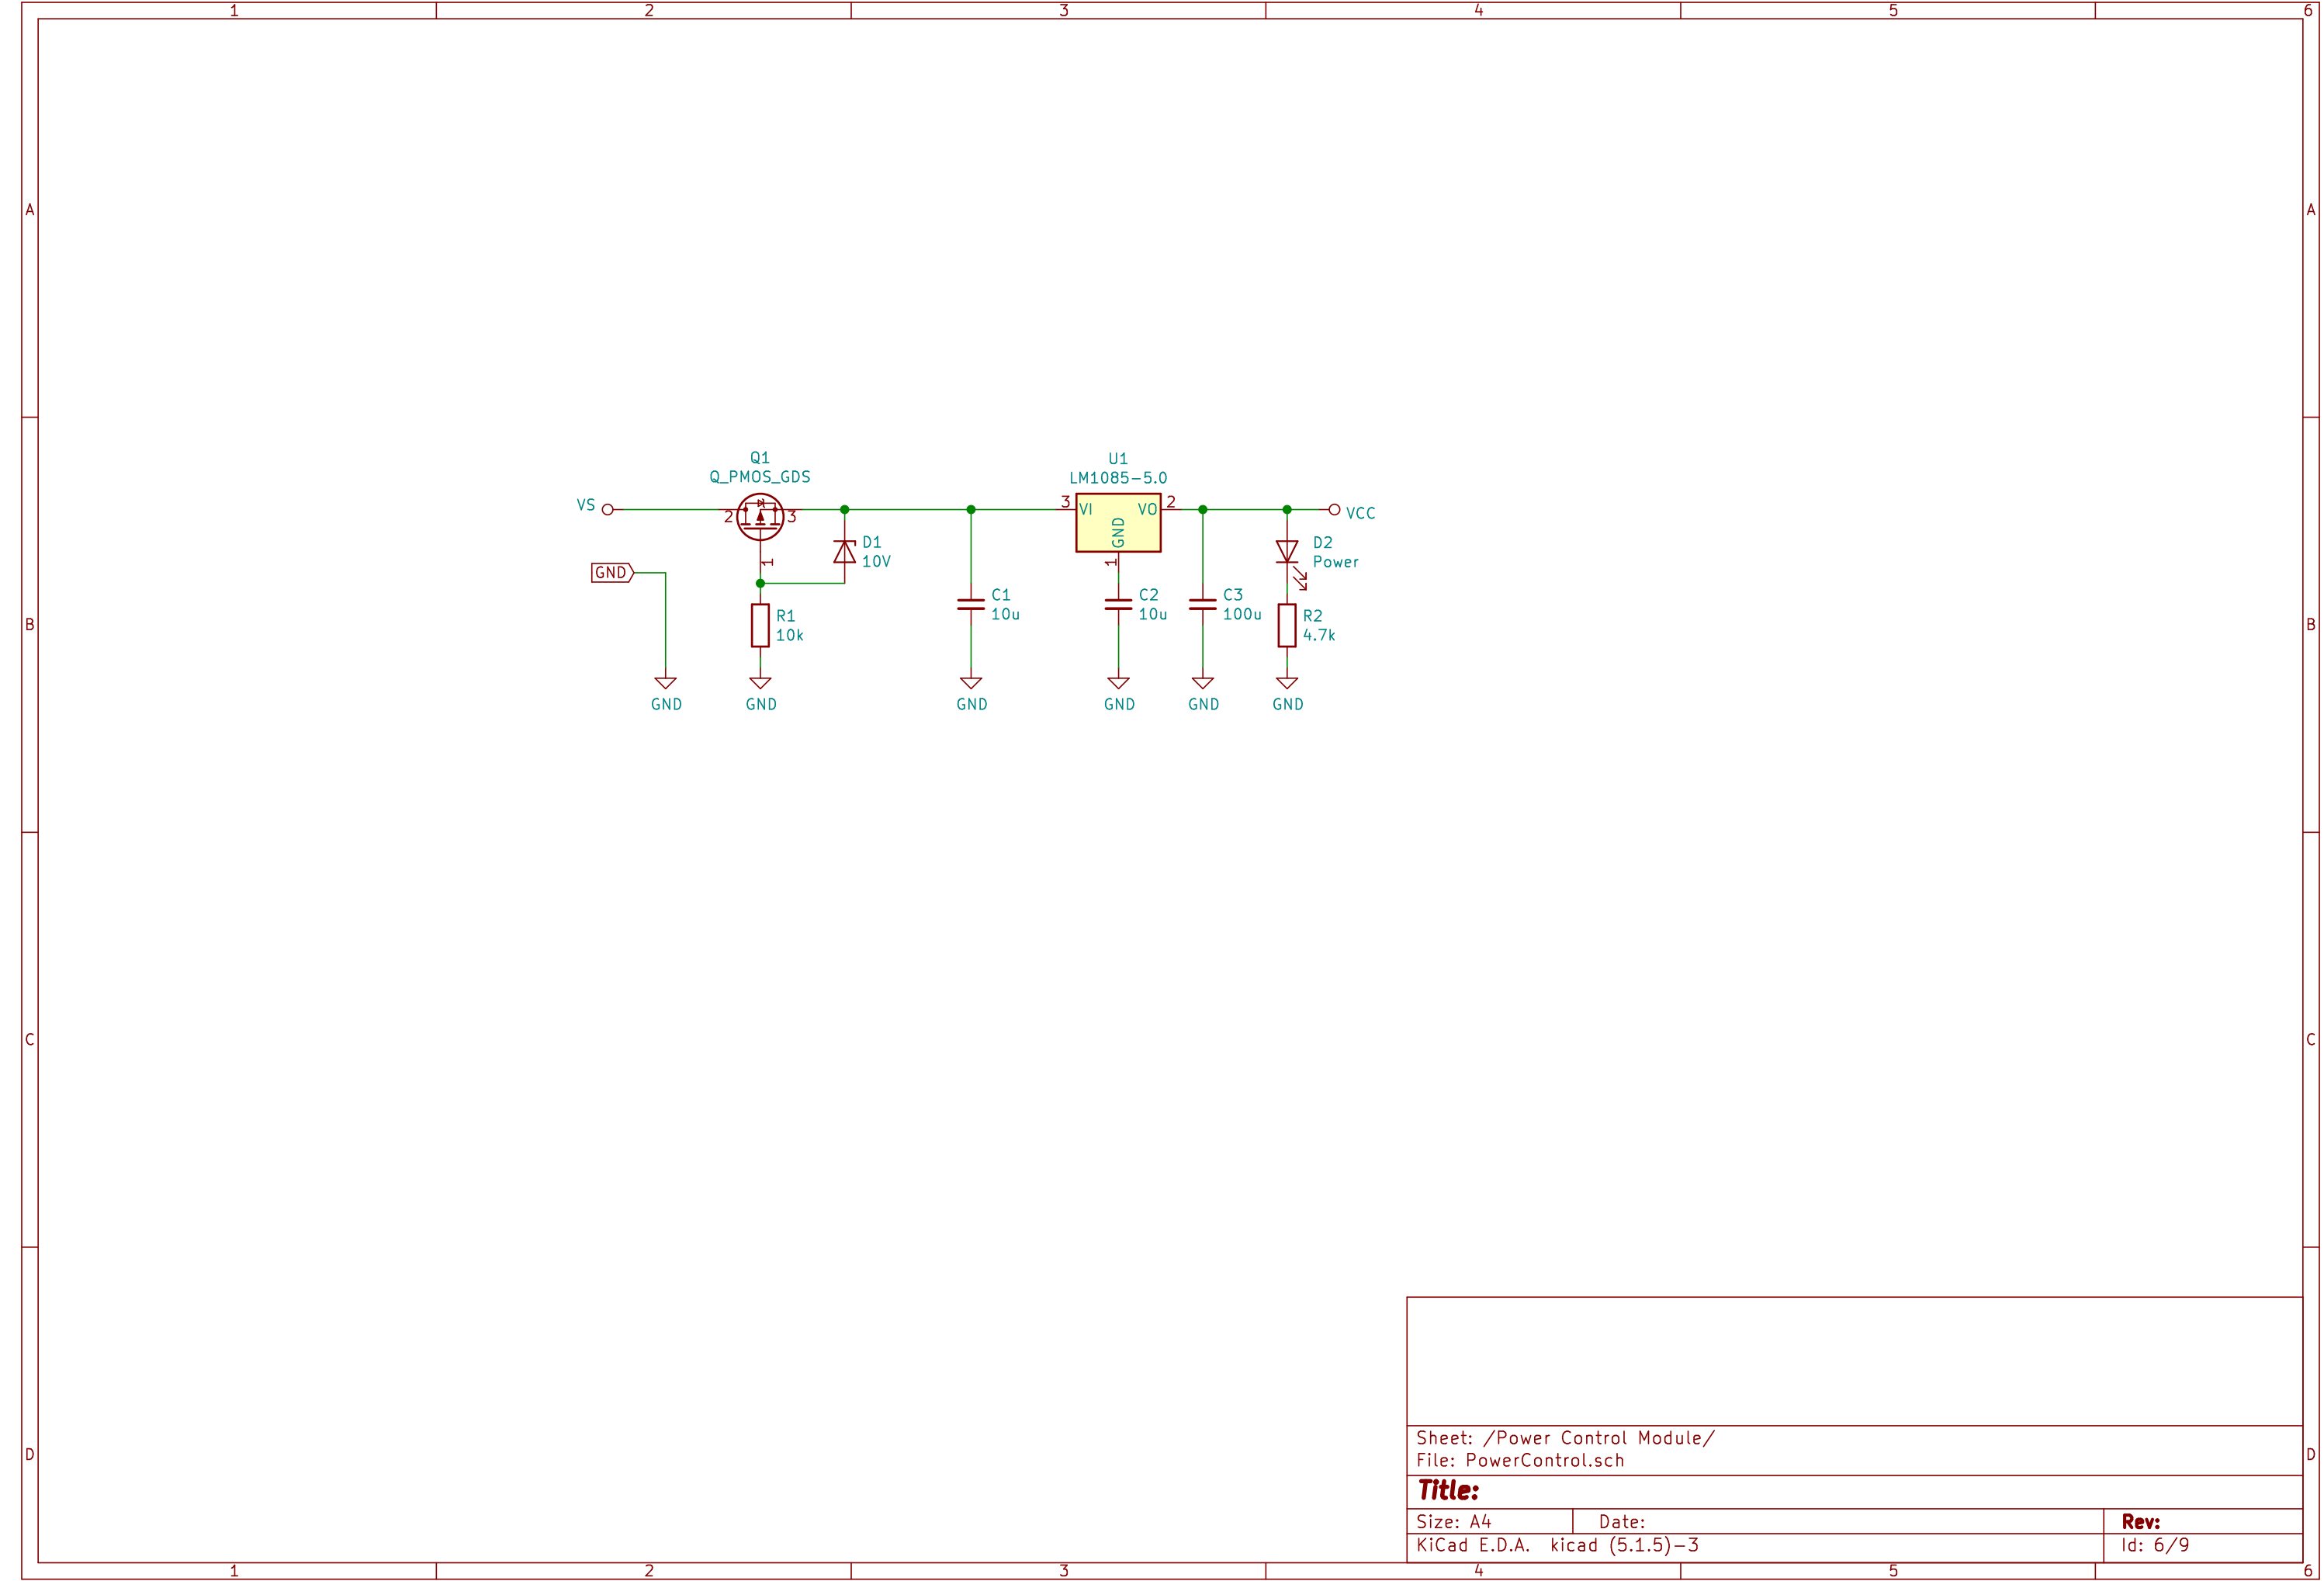 1 2 3 4 5 6
A A
Q1
Q_PMOS_GDS
U1
LM1085-5.0
VS
2 3
1
D1
10V
3 VI VO 2
GND
1
VCC
D2
Power
GND
R1
10k
C1
10u
C2
10u
C3
100u
R2
4.7k
GND GND GND GND GND GND
B B
C C
D D
Sheet: /Power Control Module/
File: PowerControl.sch
Title:
Size: A4 Date: Rev:
KiCad E.D.A. kicad (5.1.5)-3 Id: 6/9
1 2 3 4 5 6